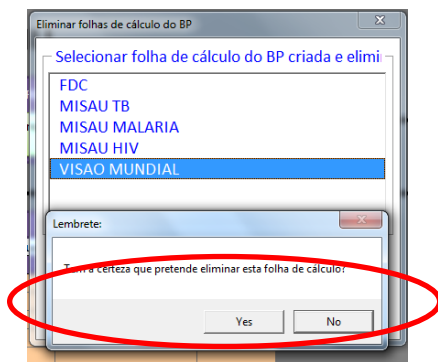 Eliminar folhas de cálculo do BP
Selecionar folha de cálculo do BP criada e elimi
FDC
MISAU TB
MISAU MALARIA
MISAU HIV
VISAO MUNDIAL
Lembrete:
a certeza que pretende eliminar esta folha de cálculo?
Yes
No